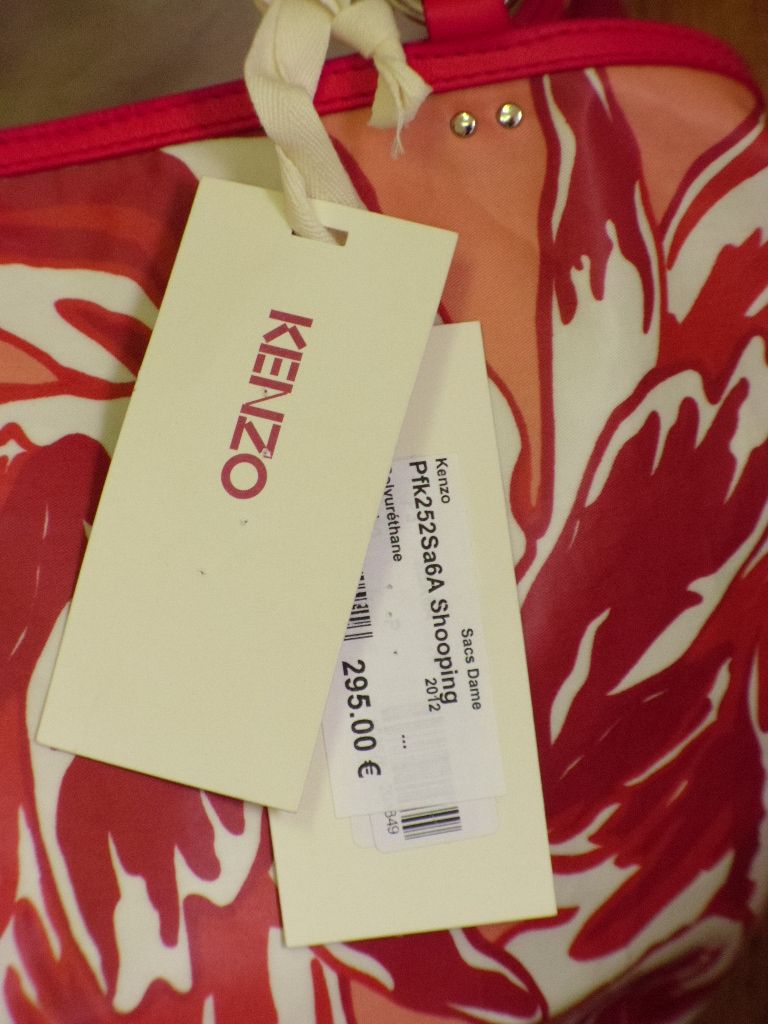 KENZO
Kenzo
Sacs Dame
Pfk252Sa6A Shooping
2012
olyuréthane
...
295.00 €
349